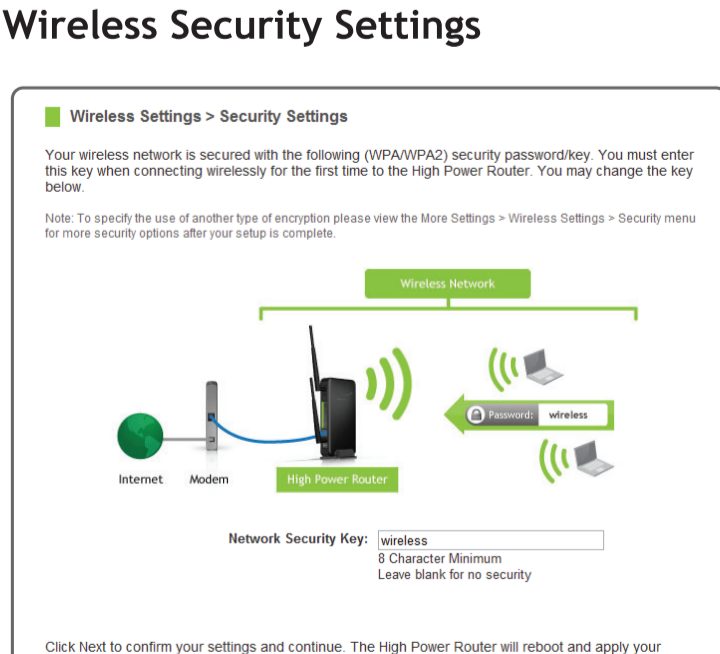 Wireless Security Settings
Wireless Settings > Security Settings
Your wireless network is secured with the following (WPA/WPA2) security password/key. You must enter
this key when connecting wirelessly for the first time to the High Power Router. You may change the key
below.
Note: To specify the use of another type of encryption please view the More Settings > Wireless Settings > Security menu
for more security options after your setup is complete.
Wireless Network
Password: wireless
Internet Modem High Power Router
Network Security Key: wireless
8 Character Minimum
Leave blank for no security
Click Next to confirm your settings and continue. The High Power Router will reboot and apply your